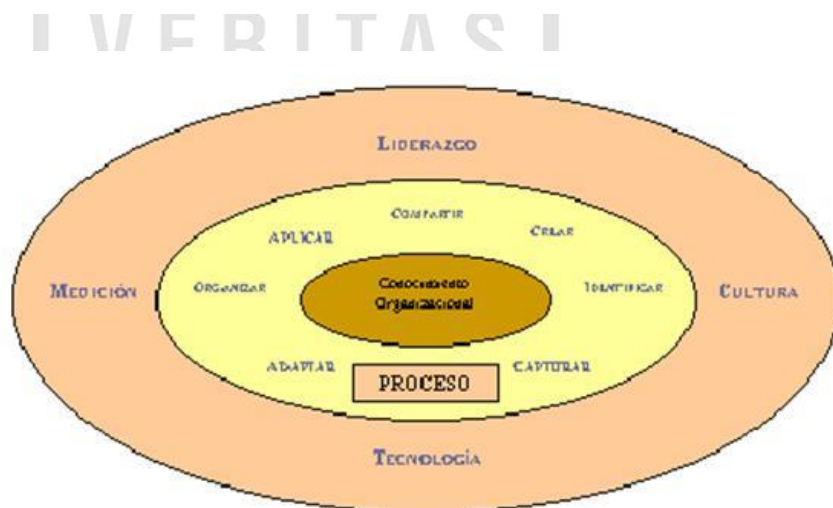 VERITAS
LIDERAZGO
COMPARTIR
APLICAR
CREAR
MEDICIÓN
ORGANIZAR
Conocimiento
Organizacional
IDENTIFICAR
CULTURA
ADAPTAR
PROCESO
CAPTURAR
TECNOLOGÍA